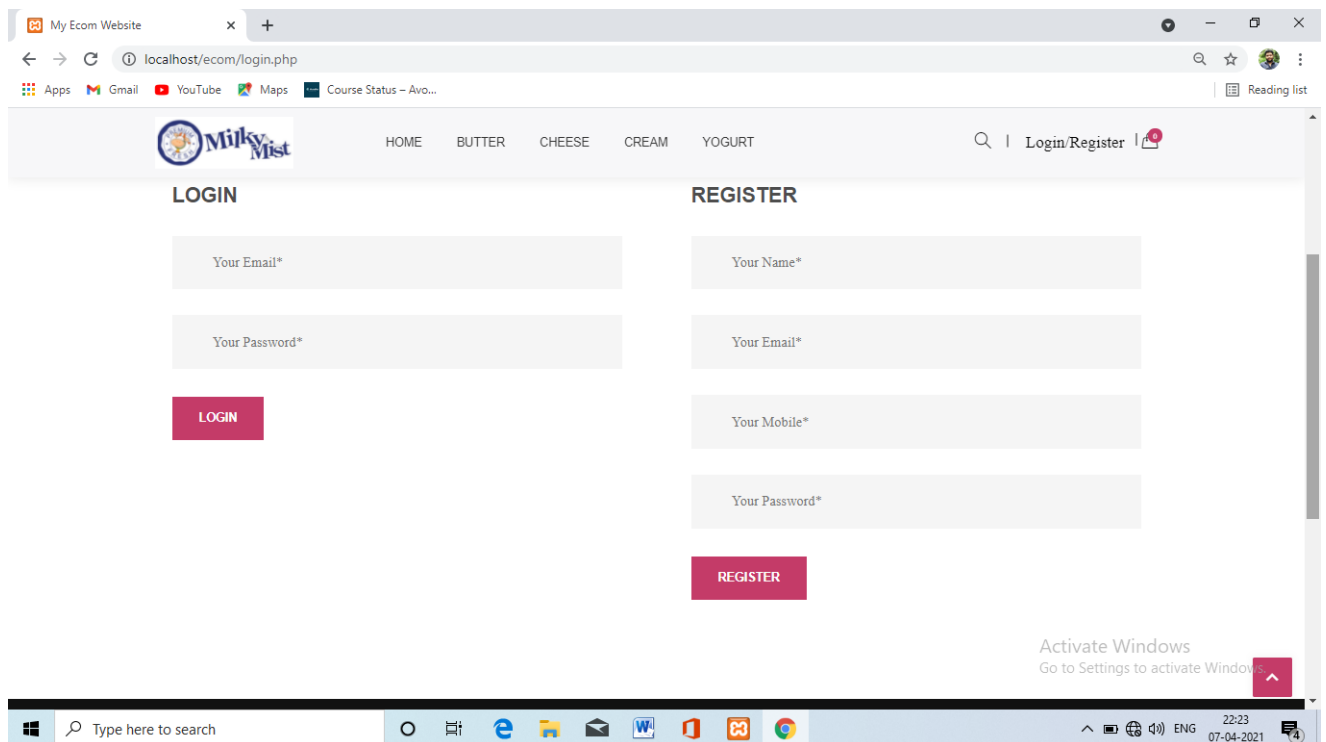 My Ecom Website
localhost/ecom/login.php
Apps Gmail YouTube Maps Course Status – Avo... Reading list
Milky Mist HOME BUTTER CHEESE CREAM YOGURT | Login/Register | 0
LOGIN REGISTER
Your Email* Your Name*
Your Password* Your Email*
LOGIN Your Mobile*
Your Password*
REGISTER
Activate Windows
Go to Settings to activate Windows.
Type here to search ENG 22:23
07-04-2021 4